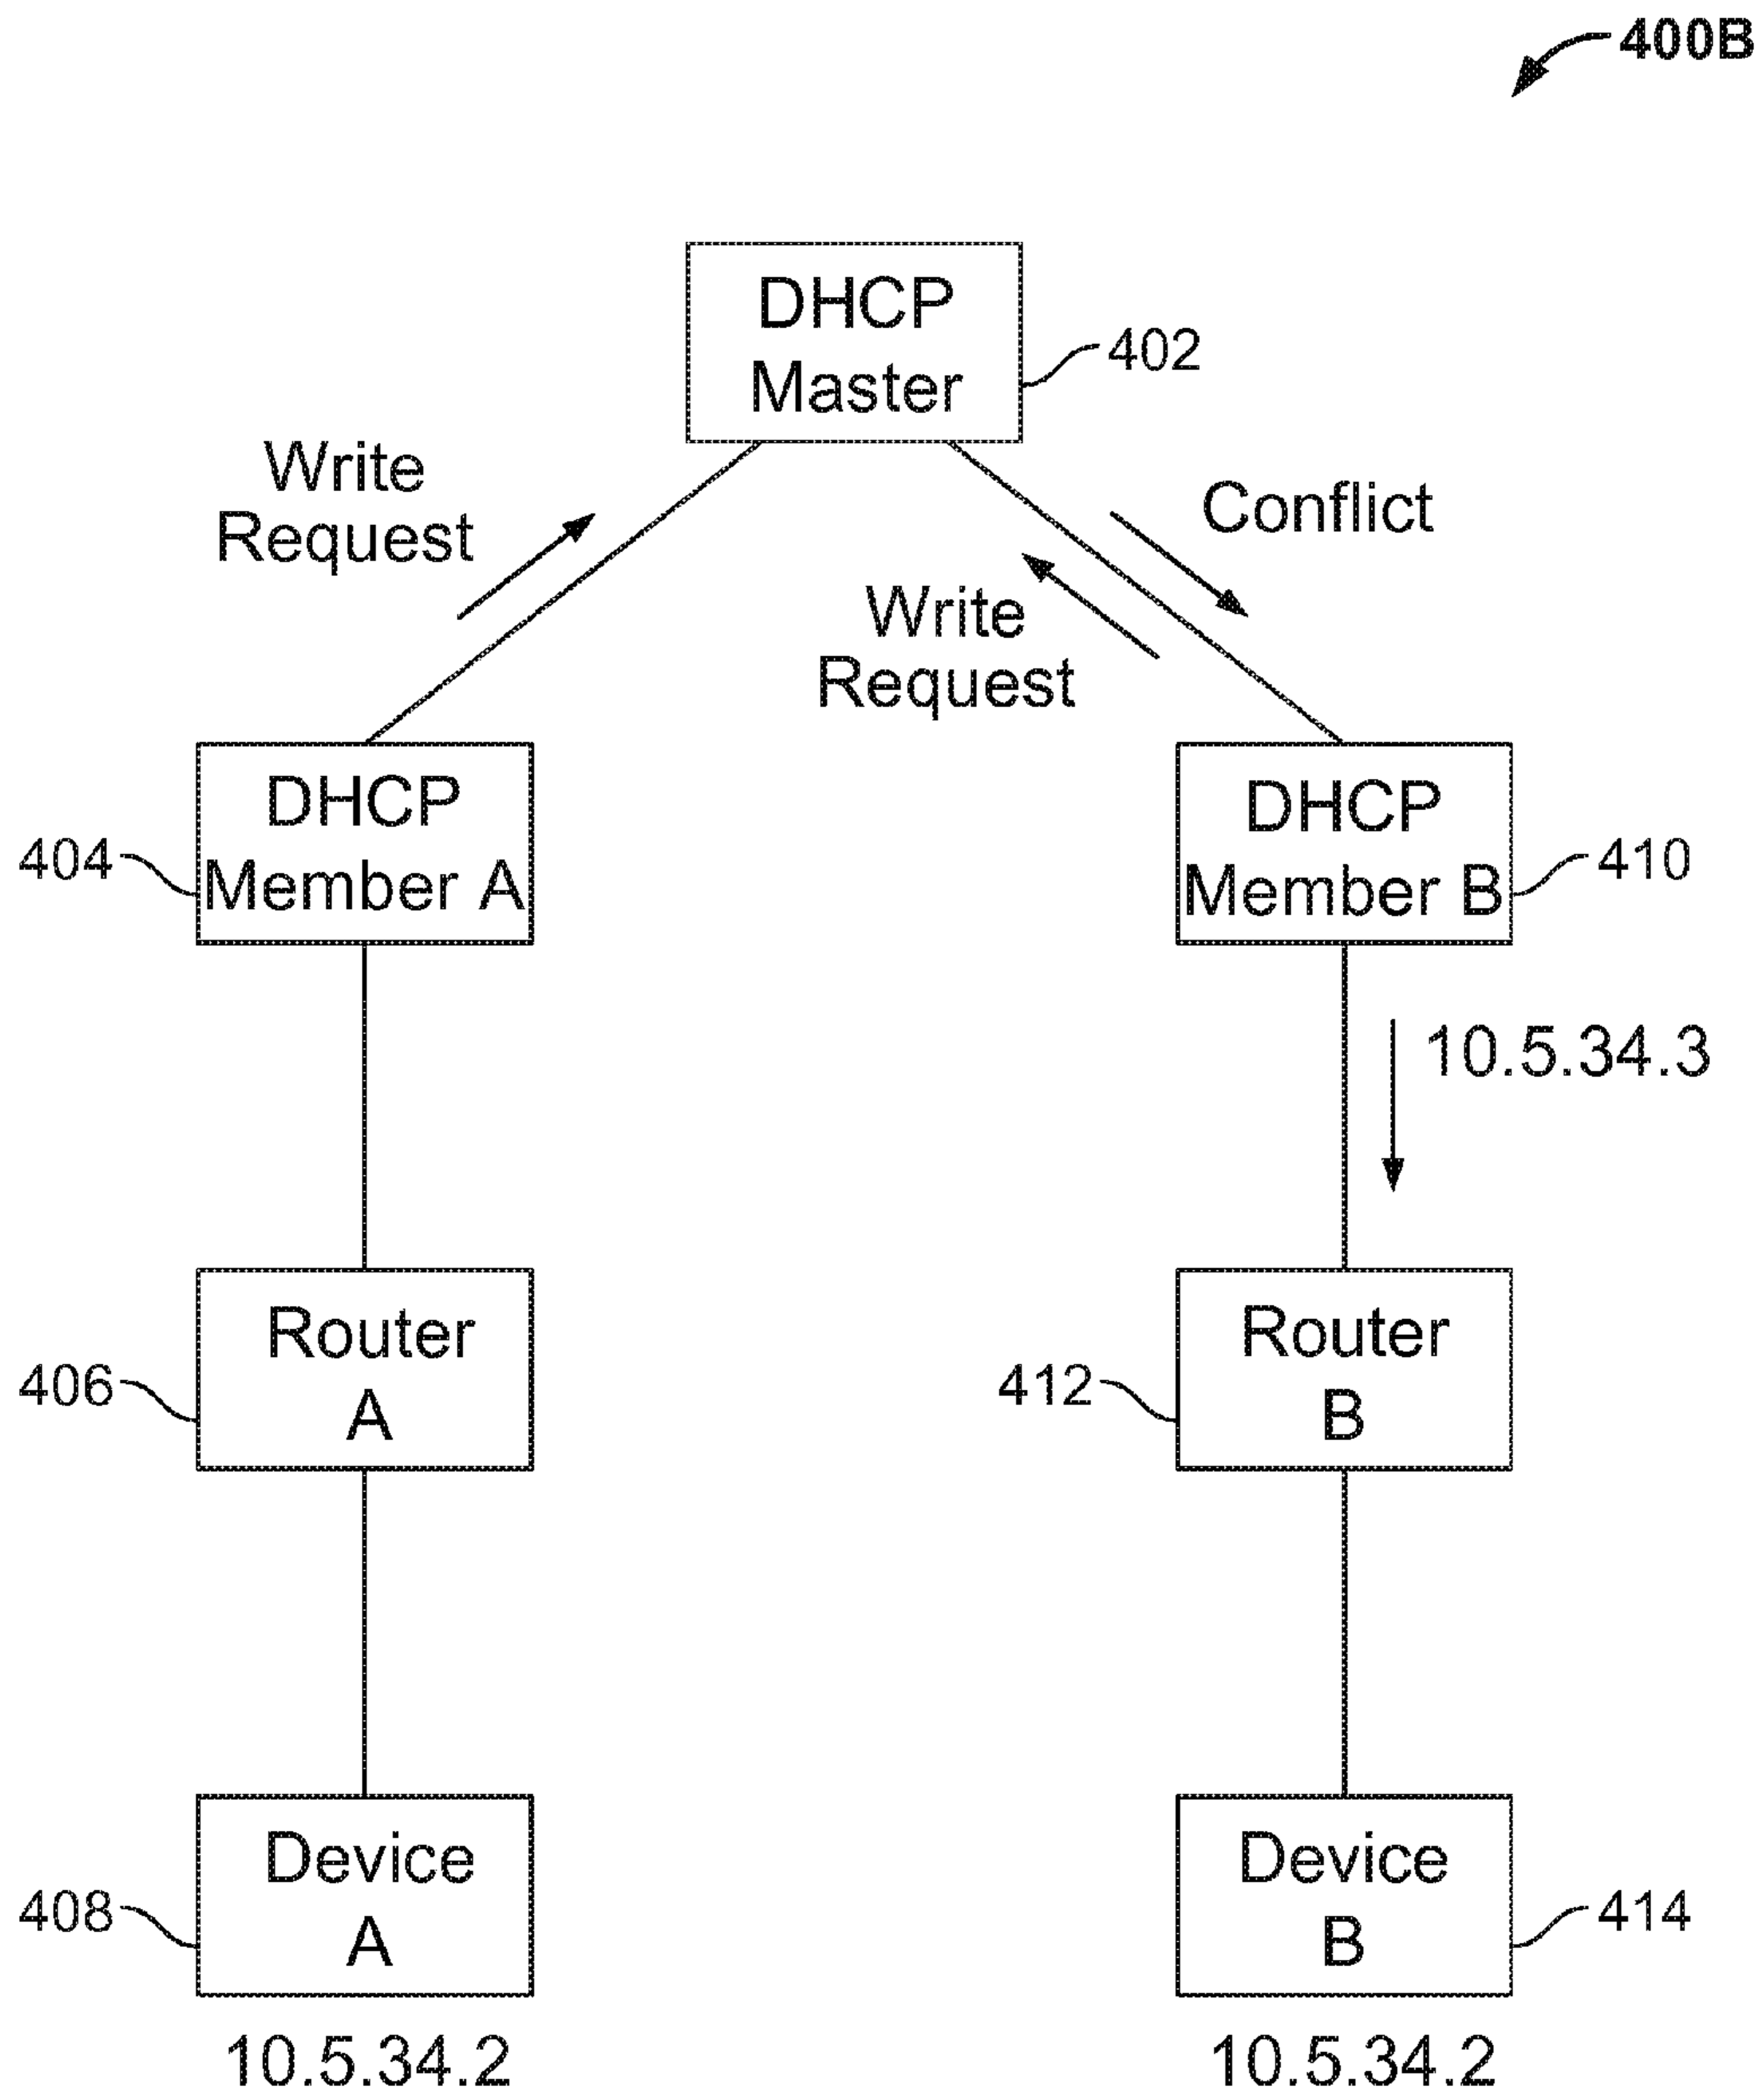 400B
DHCP
Master
402
Write
Request
Conflict
Write
Request
DHCP
Member A
404
DHCP
Member B
410
10.5.34.3
Router
A
406
Router
B
412
Device
A
408
Device
B
414
10.5.34.2
10.5.34.2